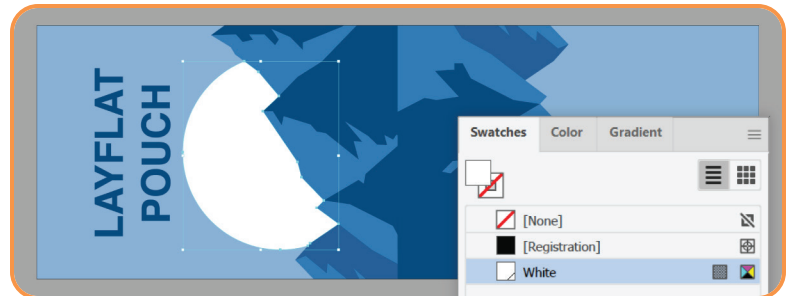 LAYFLAT
POUCH
Swatches Color Gradient
[None]
[Registration]
White